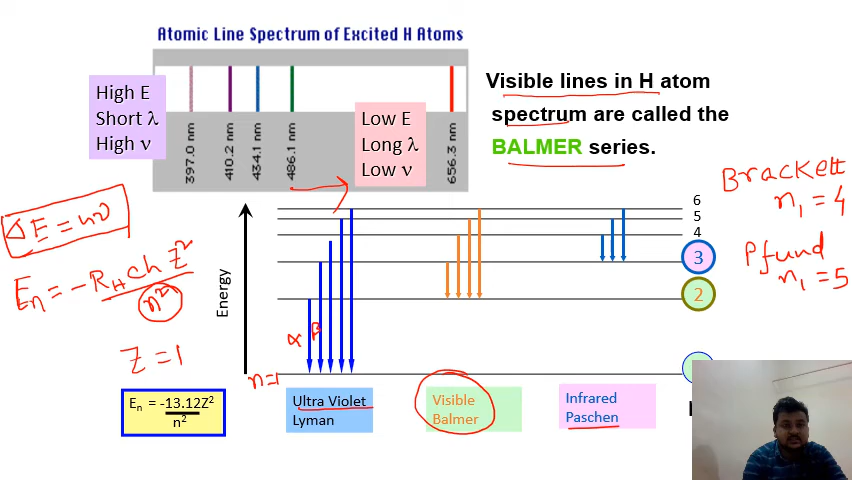 Atomic Line Spectrum of Excited H Atoms
High E
Short λ
High ν
397.0 nm
410.2 nm
434.1 nm
486.1 nm
656.3 nm
Low E
Long λ
Low ν
Visible lines in H atom
spectrum are called the
BALMER series.
Brackett
n₁ = 4
Pfund
n₁ = 5
ΔE = hν
Eₙ = -R_H ch Z²
n²
Z = 1
Energy
6
5
4
3
2
α β
n=1
Eₙ = -13.12Z²
n²
Ultra Violet
Lyman
Visible
Balmer
Infrared
Paschen